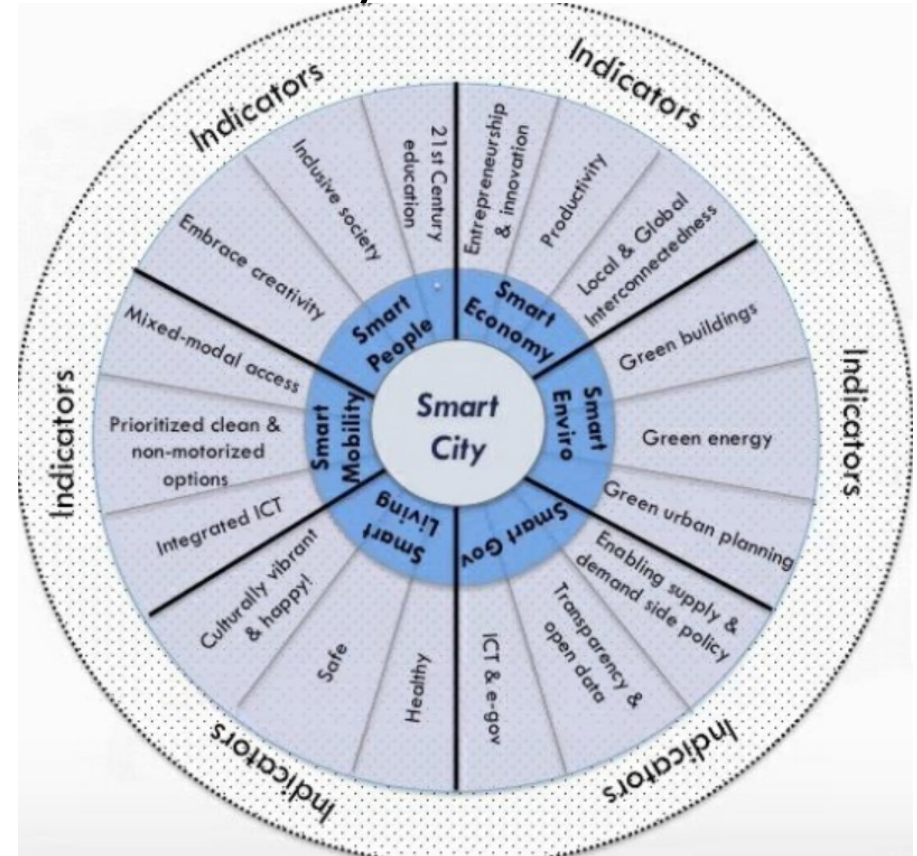 Indicators
Indicators
Indicators
Indicators
Indicators
Indicators
Smart
City
Smart
Economy
Entrepreneurship
& innovation
Productivity
Local & Global
Interconnectedness
Smart
Enviro
Green buildings
Green energy
Green urban planning
Smart Gov
Enabling supply &
demand side policy
Transparency &
open data
ICT & e-gov
Smart
Living
Healthy
Safe
Culturally vibrant
& happy!
Smart
Mobility
Integrated ICT
Prioritized clean &
non-motorized
options
Mixed-modal access
Smart
People
Embrace creativity
Inclusive society
21st Century
education